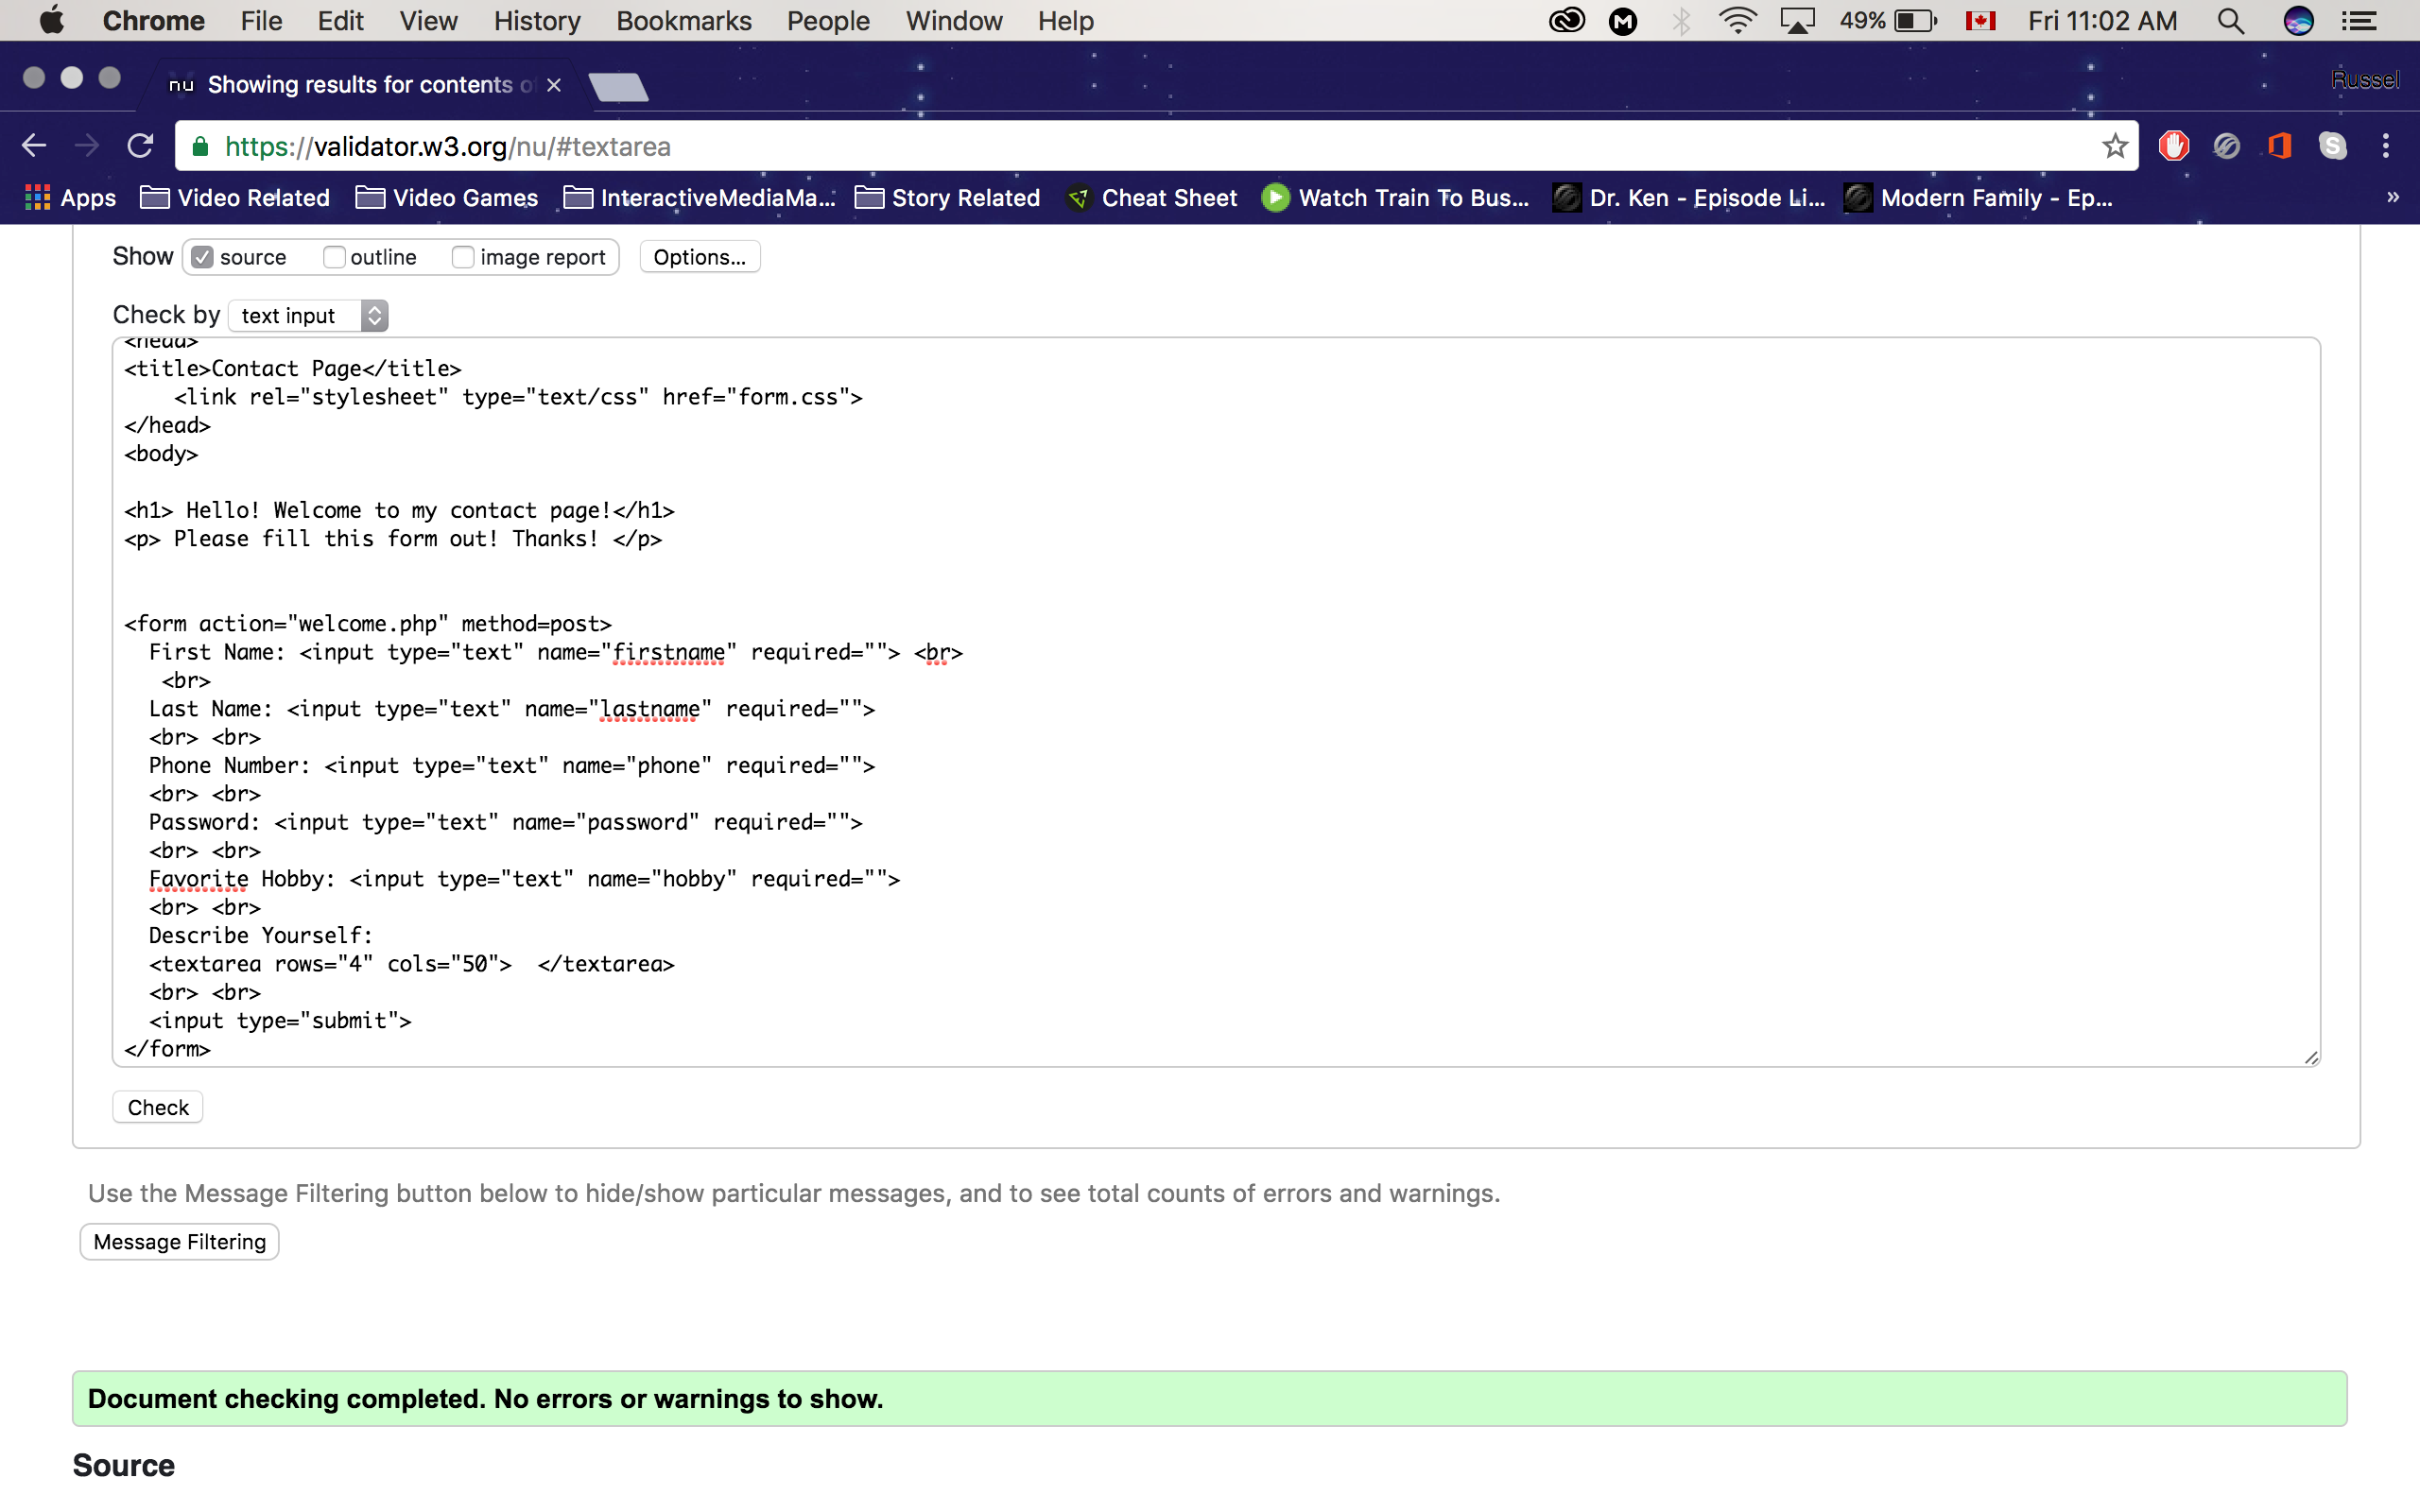 Chrome File Edit View History Bookmarks People Window Help 49% Fri 11:02 AM
nu Showing results for contents o Russel
https://validator.w3.org/nu/#textarea
Apps Video Related Video Games InteractiveMediaMa... Story Related Cheat Sheet Watch Train To Bus... Dr. Ken - Episode Li... Modern Family - Ep... »
Show source outline image report Options...
Check by text input
<head>
<title>Contact Page</title>
<link rel="stylesheet" type="text/css" href="form.css">
</head>
<body>
<h1> Hello! Welcome to my contact page!</h1>
<p> Please fill this form out! Thanks! </p>
<form action="welcome.php" method=post>
First Name: <input type="text" name="firstname" required=""> <br>
<br>
Last Name: <input type="text" name="lastname" required="">
<br> <br>
Phone Number: <input type="text" name="phone" required="">
<br> <br>
Password: <input type="text" name="password" required="">
<br> <br>
Favorite Hobby: <input type="text" name="hobby" required="">
<br> <br>
Describe Yourself:
<textarea rows="4" cols="50">  </textarea>
<br> <br>
<input type="submit">
</form>
Check
Use the Message Filtering button below to hide/show particular messages, and to see total counts of errors and warnings.
Message Filtering
Document checking completed. No errors or warnings to show.
Source